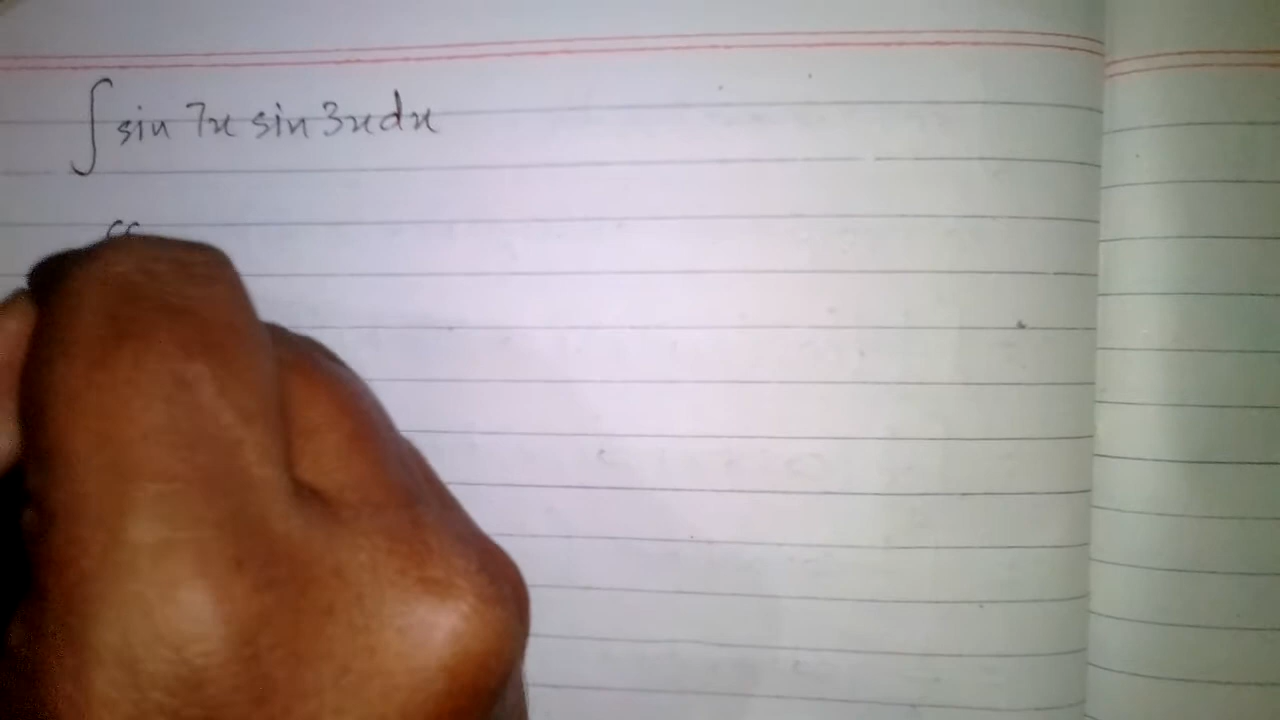 ∫ sin 7x sin 3x dx